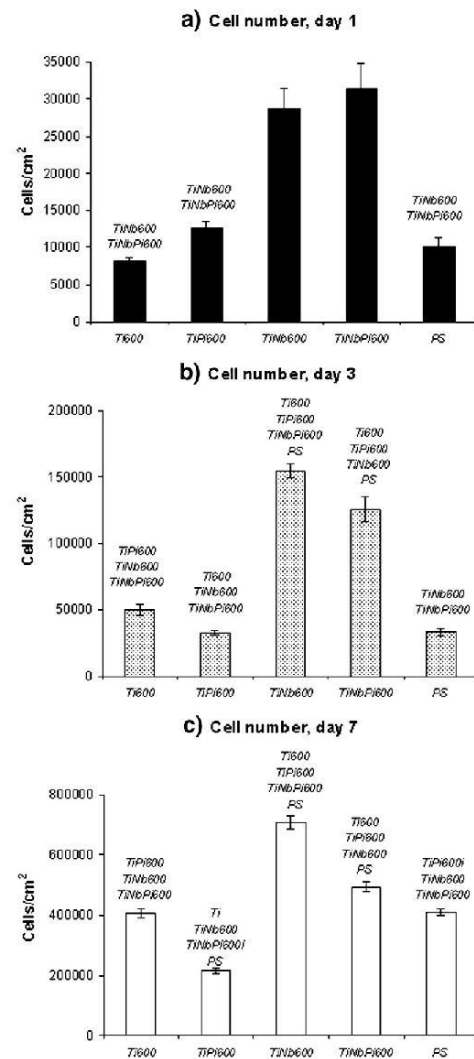 a) Cell number, day 1
Cells/cm²
35000
30000
25000
20000
15000
10000
5000
0
TiNb600
TiNbPi600
TiNb600
TiNbPi600
TiNb600
TiNbPi600
Ti600 TiPi600 TiNb600 TiNbPi600 PS
b) Cell number, day 3
Cells/cm²
200000
150000
100000
50000
0
TiPi600
TiNb600
TiNbPi600
Ti600
TiNb600
TiNbPi600
Ti600
TiPi600
TiNbPi600
PS
Ti600
TiPi600
TiNb600
PS
TiNb600
TiNbPi600
Ti600 TiPi600 TiNb600 TiNbPi600 PS
c) Cell number, day 7
Cells/cm²
800000
600000
400000
200000
0
TiPi600
TiNb600
TiNbPi600
Ti
TiNb600
TiNbPi600i
PS
Ti600
TiPi600
TiNbPi600
PS
Ti600
TiPi600
TiNb600
PS
TiPi600i
TiNb600
TiNbPi600
Ti600 TiPi600 TiNb600 TiNbPi600 PS